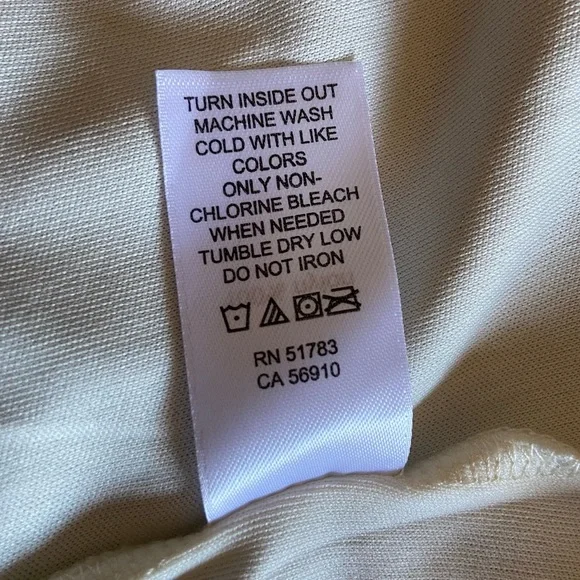 TURN INSIDE OUT
MACHINE WASH
COLD WITH LIKE
COLORS
ONLY NON-
CHLORINE BLEACH
WHEN NEEDED
TUMBLE DRY LOW
DO NOT IRON
RN 51783
CA 56910